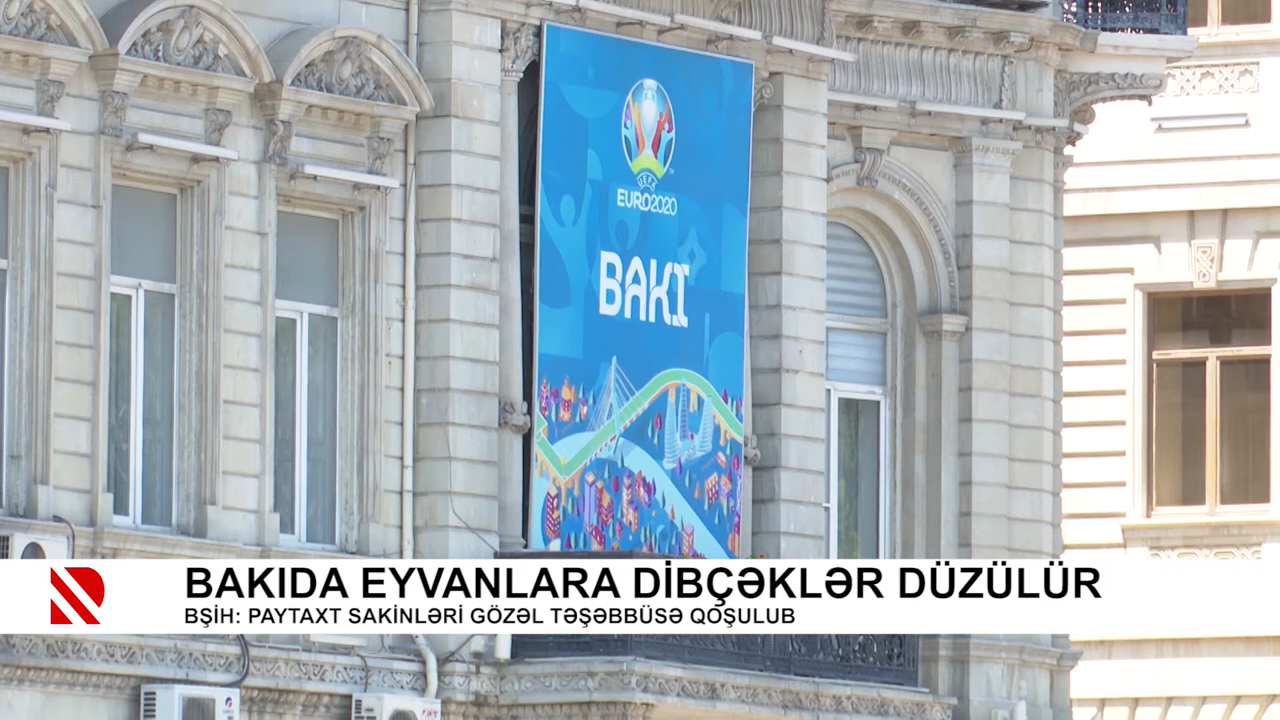 UEFA
EURO2020
BAKI
BAKIDA EYVANLARA DİBÇƏKLƏR DÜZÜLÜR
BŞİH: PAYTAXT SAKİNLƏRİ GÖZƏL TƏŞƏBBÜSƏ QOŞULUB